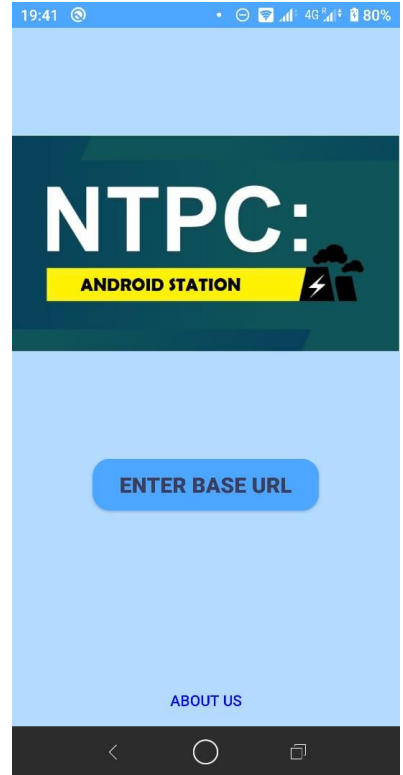 19:41 4G R 80%
NTPC:
ANDROID STATION
ENTER BASE URL
ABOUT US